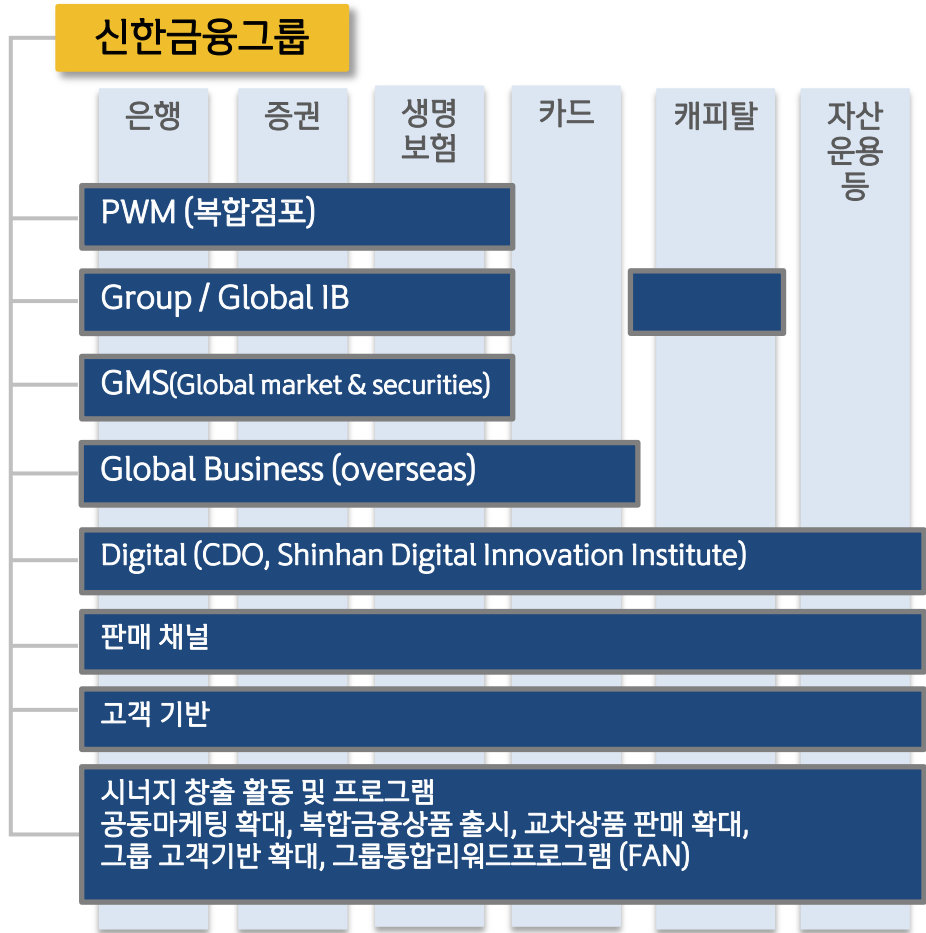 신한금융그룹
은행
증권
생명
보험
카드
캐피탈
자산
운용
등
PWM (복합점포)
Group / Global IB
GMS(Global market & securities)
Global Business (overseas)
Digital (CDO, Shinhan Digital Innovation Institute)
판매 채널
고객 기반
시너지 창출 활동 및 프로그램
공동마케팅 확대, 복합금융상품 출시, 교차상품 판매 확대,
그룹 고객기반 확대, 그룹통합리워드프로그램 (FAN)